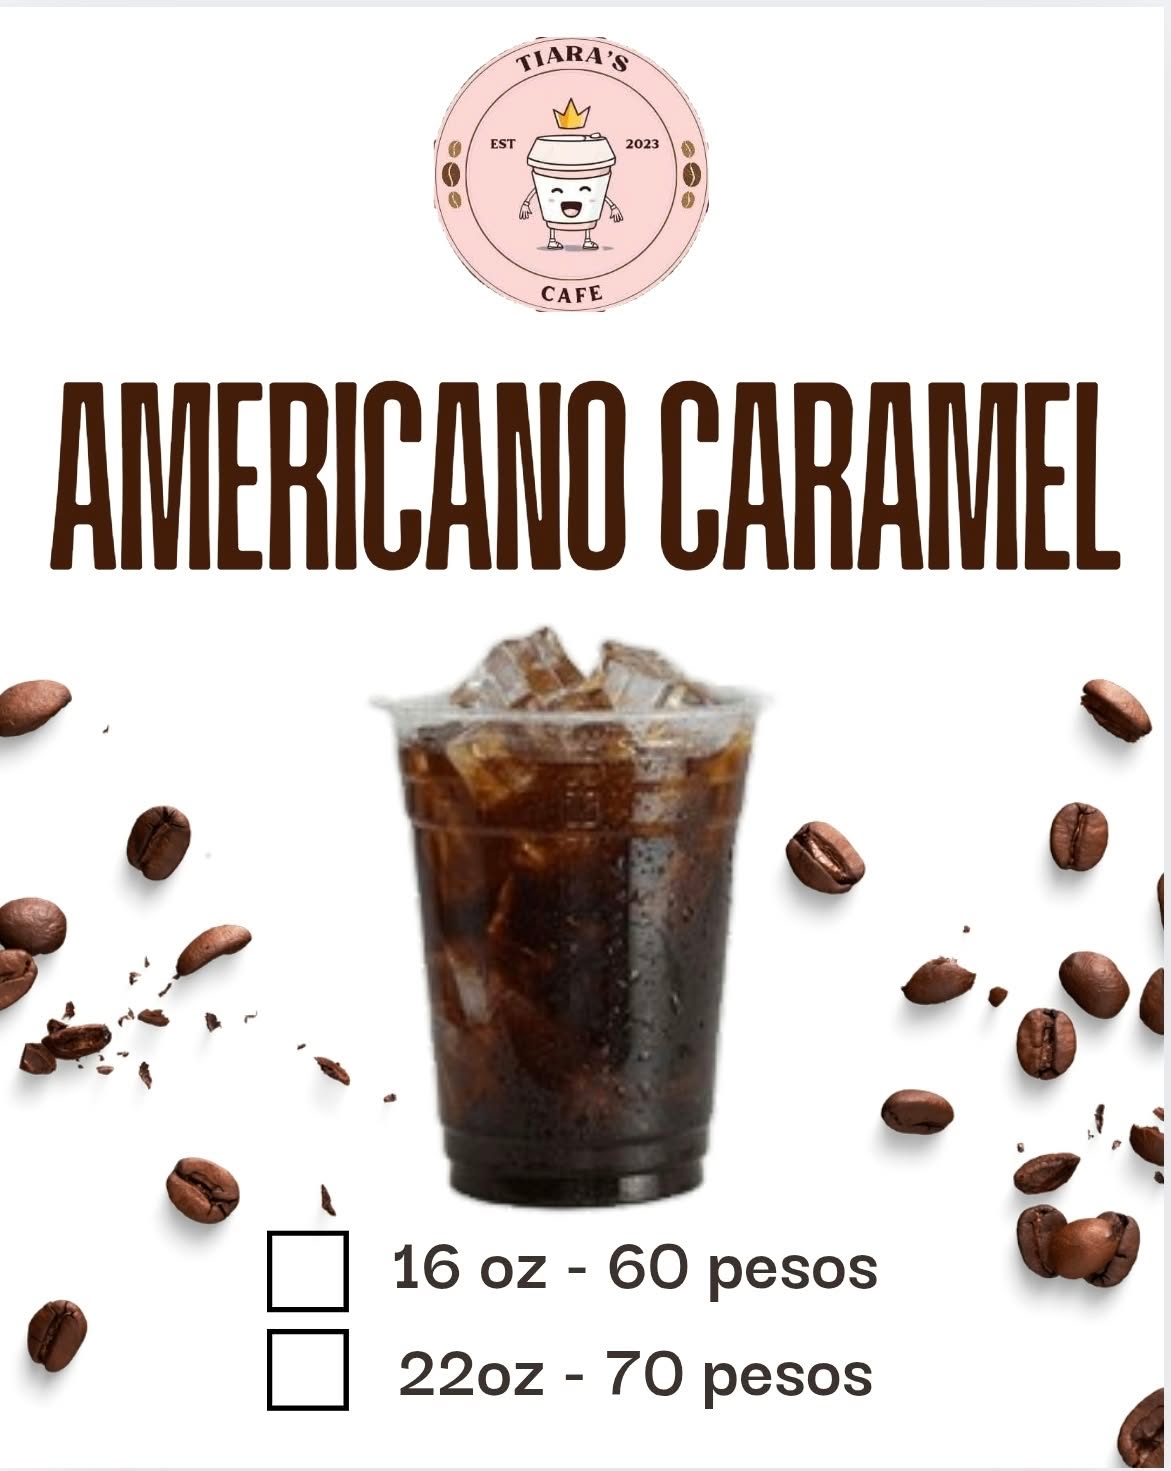 TIARA'S
EST 2023
CAFE
AMERICANO CARAMEL
16 oz - 60 pesos
22oz - 70 pesos